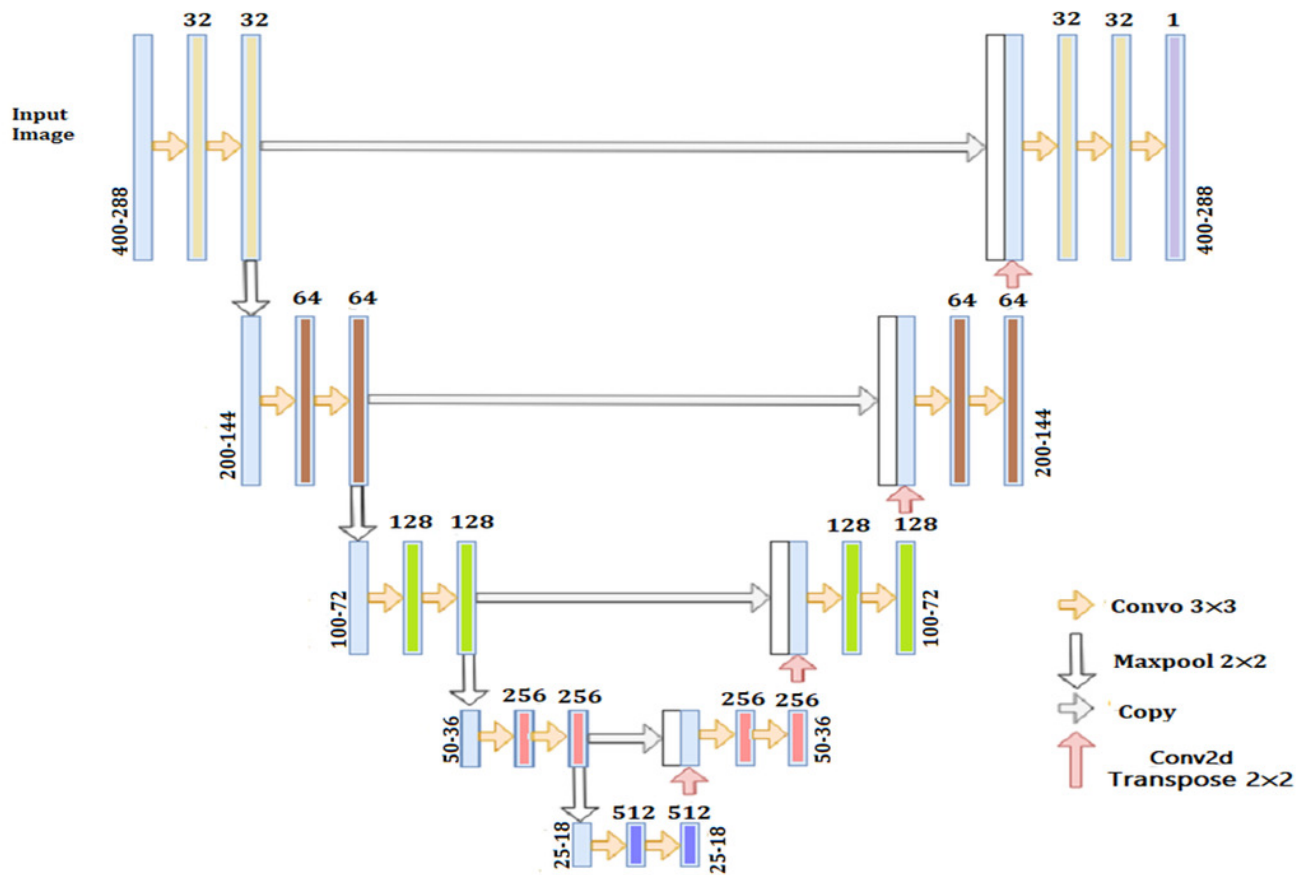 32 32
32 32 1
Input
Image
400-288
400-288
64 64
64 64
200-144
200-144
128 128
128 128
100-72
100-72
Convo 3×3
Maxpool 2×2
Copy
Conv2d
Transpose 2×2
256 256
256 256
50-36
50-36
512 512
25-18
25-18